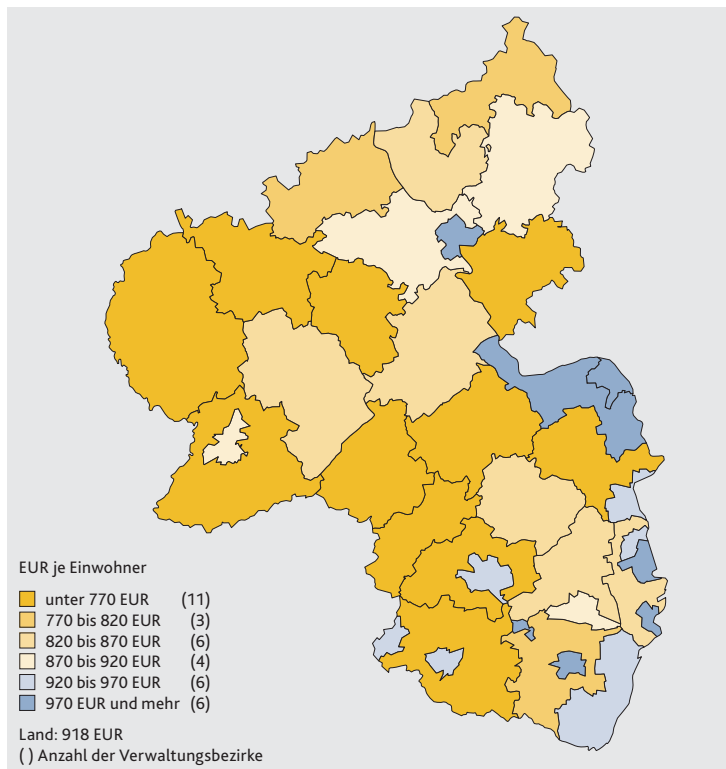 EUR je Einwohner
unter 770 EUR (11)
770 bis 820 EUR (3)
820 bis 870 EUR (6)
870 bis 920 EUR (4)
920 bis 970 EUR (6)
970 EUR und mehr (6)
Land: 918 EUR
( ) Anzahl der Verwaltungsbezirke